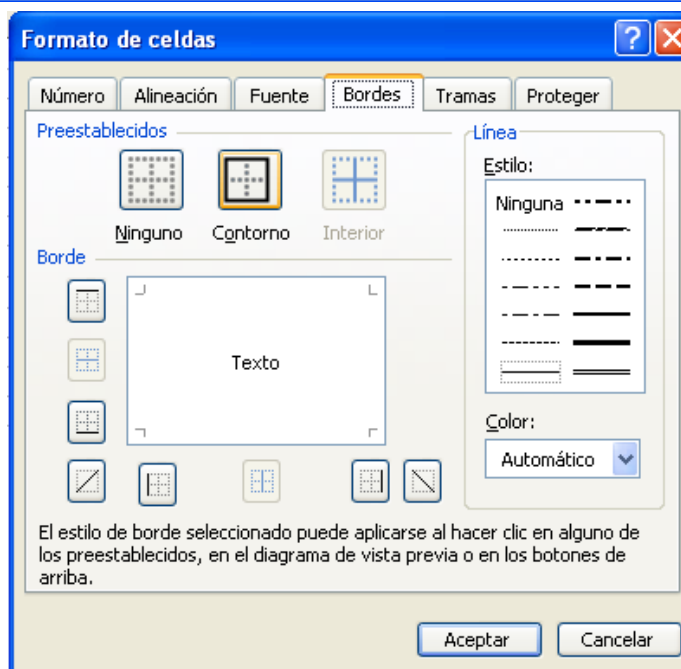 Formato de celdas
Número Alineación Fuente Bordes Tramas Proteger
Preestablecidos
Ninguno Contorno Interior
Borde
Texto
Línea
Estilo:
Ninguna
Color:
Automático
El estilo de borde seleccionado puede aplicarse al hacer clic en alguno de
los preestablecidos, en el diagrama de vista previa o en los botones de
arriba.
Aceptar Cancelar